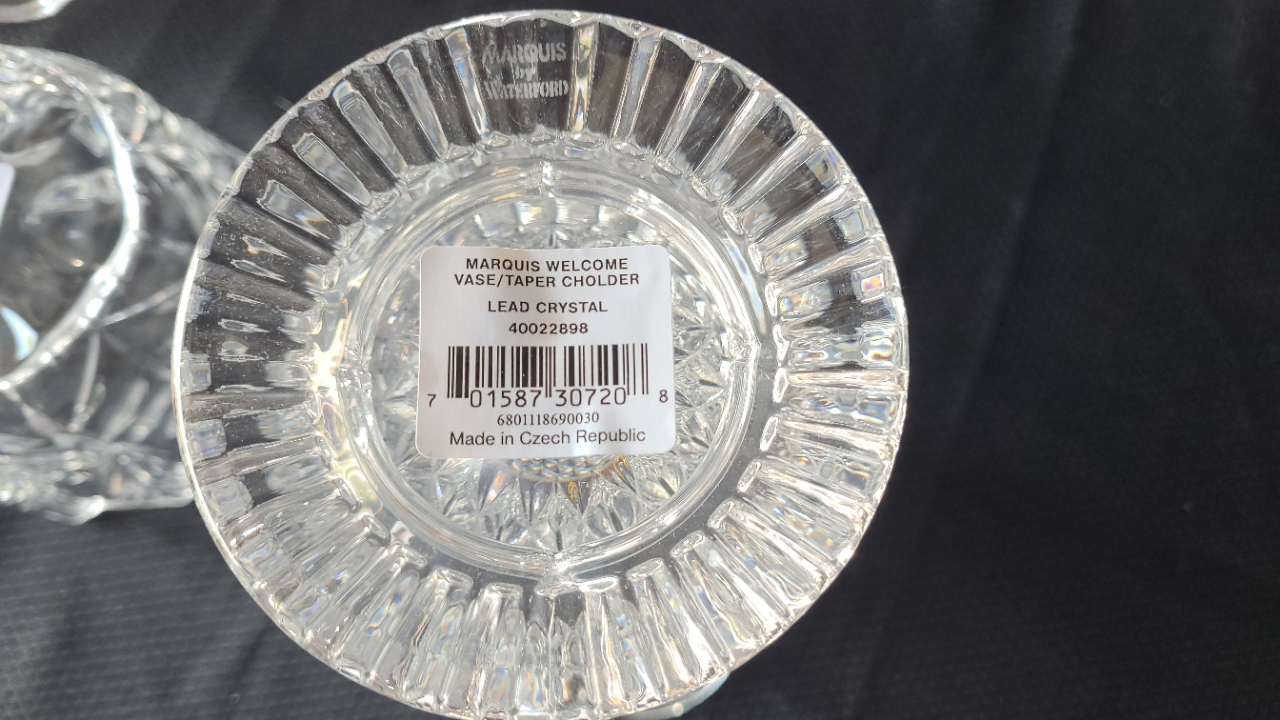 MARQUIS
by
WATERFORD
MARQUIS WELCOME
VASE/TAPER CHOLDER
LEAD CRYSTAL
40022898
7 01587 30720 8
6801118690030
Made in Czech Republic